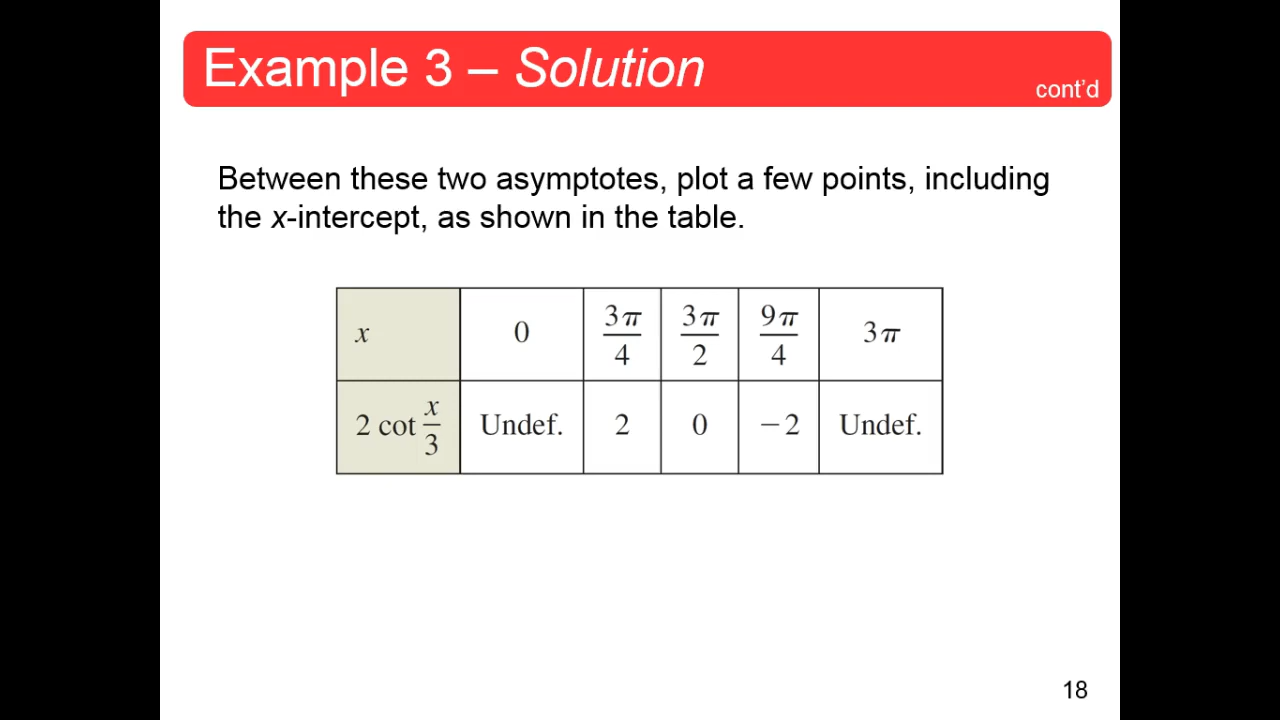 Example 3 – Solution
cont'd
Between these two asymptotes, plot a few points, including
the x-intercept, as shown in the table.
x 0 3π/4 3π/2 9π/4 3π
2 cot x/3 Undef. 2 0 −2 Undef.
18